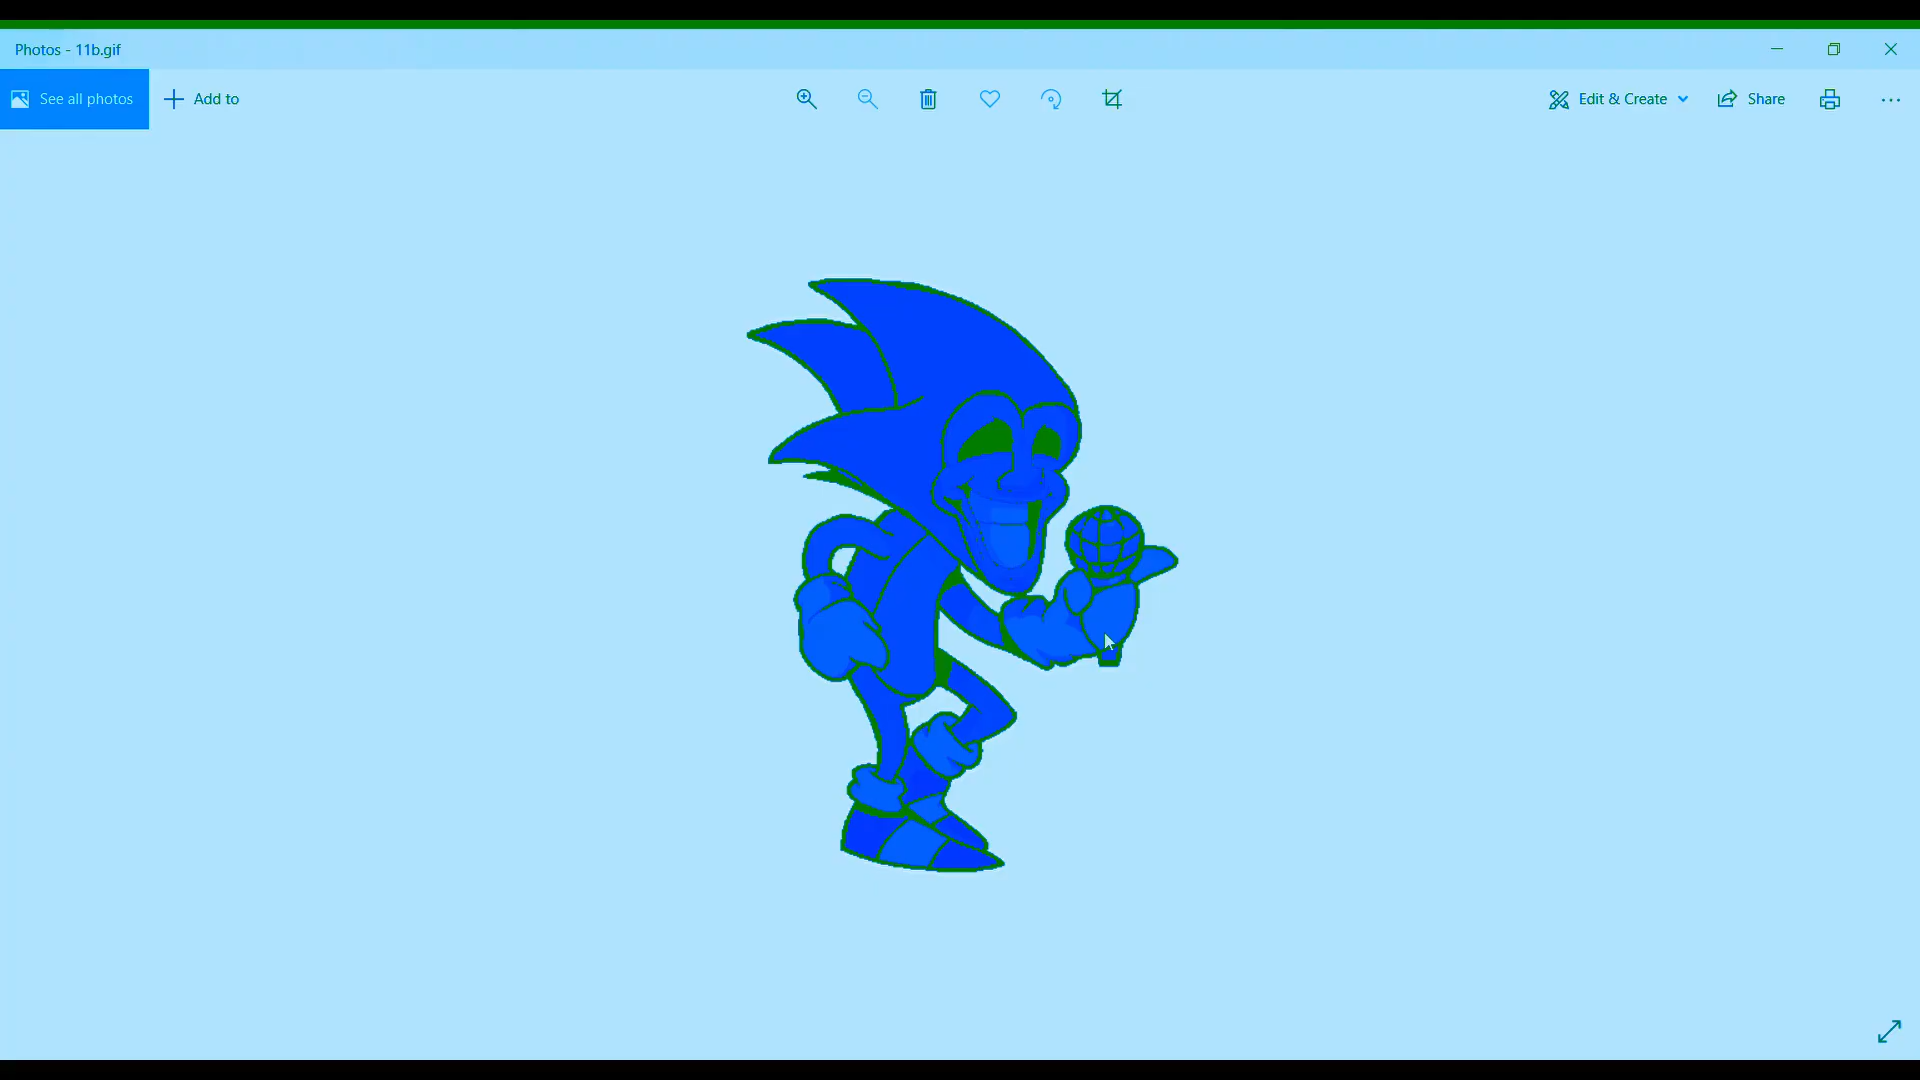 Photos - 11b.gif
See all photos
Add to
Edit & Create
Share